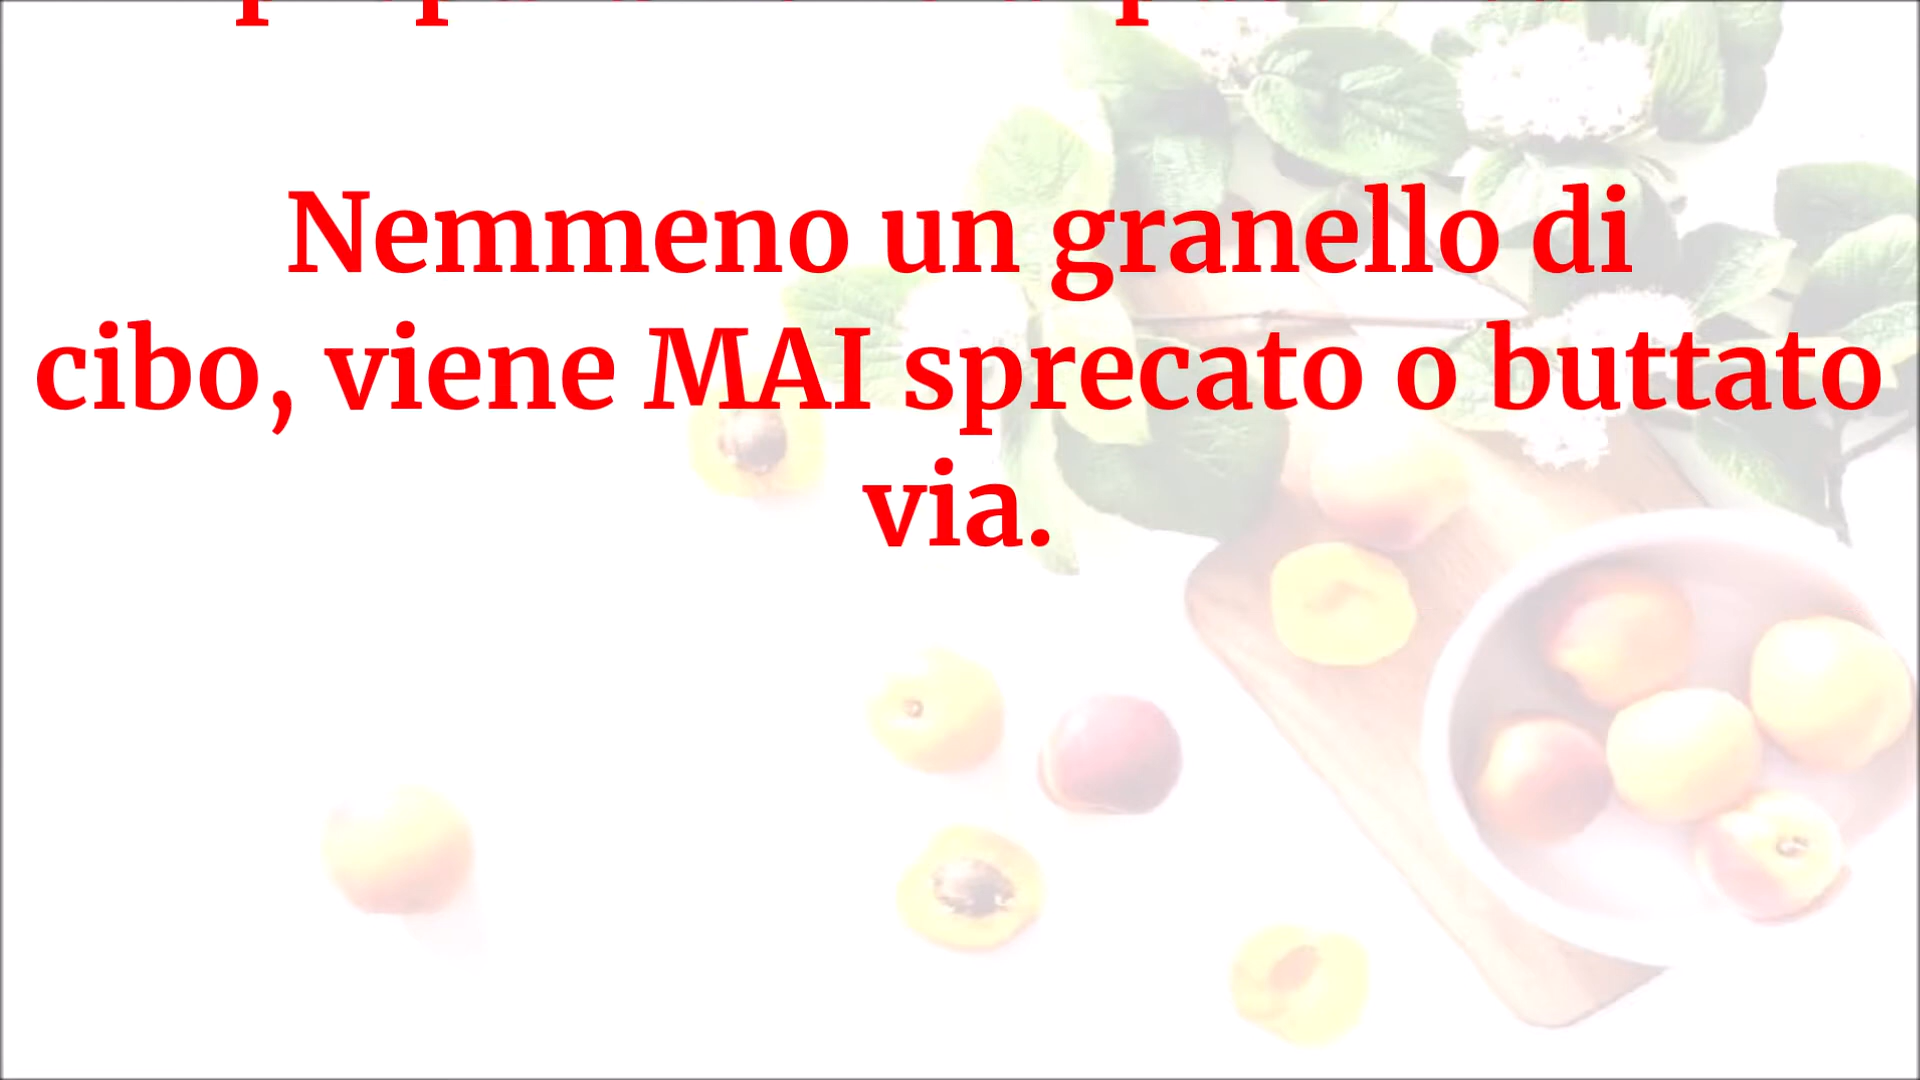 Nemmeno un granello di
cibo, viene MAI sprecato o buttato
via.